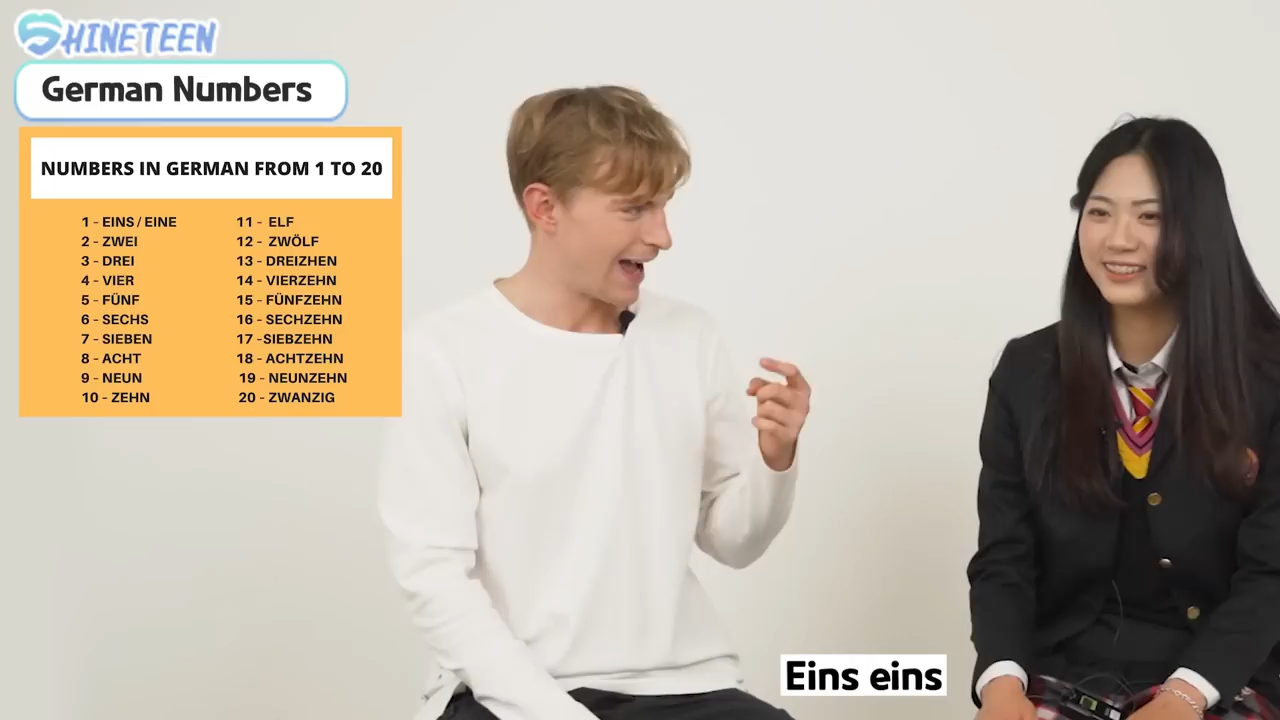 SHINETEEN
German Numbers
NUMBERS IN GERMAN FROM 1 TO 20
1 - EINS / EINE
2 - ZWEI
3 - DREI
4 - VIER
5 - FÜNF
6 - SECHS
7 - SIEBEN
8 - ACHT
9 - NEUN
10 - ZEHN
11 - ELF
12 - ZWÖLF
13 - DREIZHEN
14 - VIERZEHN
15 - FÜNFZEHN
16 - SECHZEHN
17 -SIEBZEHN
18 - ACHTZEHN
19 - NEUNZEHN
20 - ZWANZIG
Eins eins